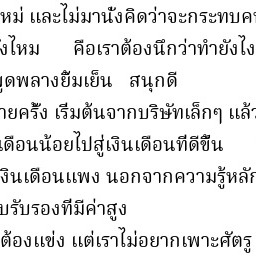 หม่ และไม่มานั่งคิดว่าจะกระทบค
ังไหม คือเราต้องนึกว่าทำยังไง
พูดพลางยิ้มเย็น สนุกดี
ายครั้ง เริ่มต้นจากบริษัทเล็กๆ แล้ว
เดือนน้อยไปสู่เงินเดือนที่ดีขึ้น
เงินเดือนแพง นอกจากความรู้หลัก
บรับรองที่มีค่าสูง
ต้องแข่ง แต่เราไม่อยากเพาะศัตรู